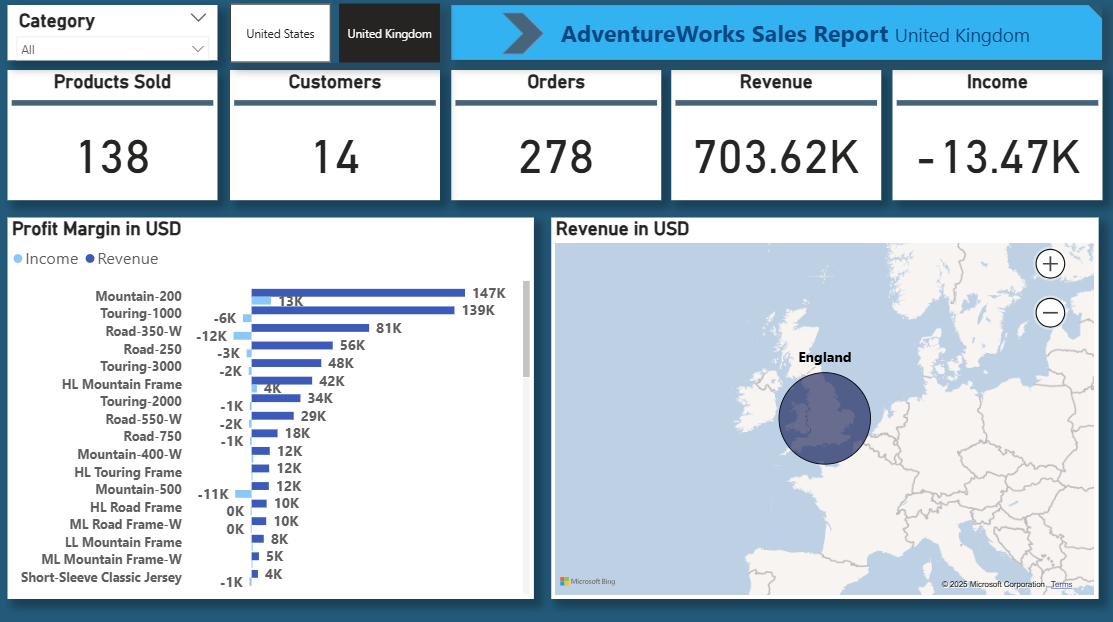 Category
All
United States
United Kingdom
AdventureWorks Sales Report United Kingdom
Products Sold
138
Customers
14
Orders
278
Revenue
703.62K
Income
-13.47K
Profit Margin in USD
Income Revenue
Mountain-200 147K
13K
Touring-1000 139K
-6K
Road-350-W 81K
-12K
Road-250 56K
-3K
Touring-3000 48K
-2K
HL Mountain Frame 42K
4K
Touring-2000 34K
-1K
Road-550-W 29K
-2K
Road-750 18K
-1K
Mountain-400-W 12K
HL Touring Frame 12K
Mountain-500 12K
-11K
HL Road Frame 10K
0K
ML Road Frame-W 10K
0K
LL Mountain Frame 8K
ML Mountain Frame-W 5K
Short-Sleeve Classic Jersey 4K
-1K
Revenue in USD
England
Microsoft Bing
© 2025 Microsoft Corporation Terms